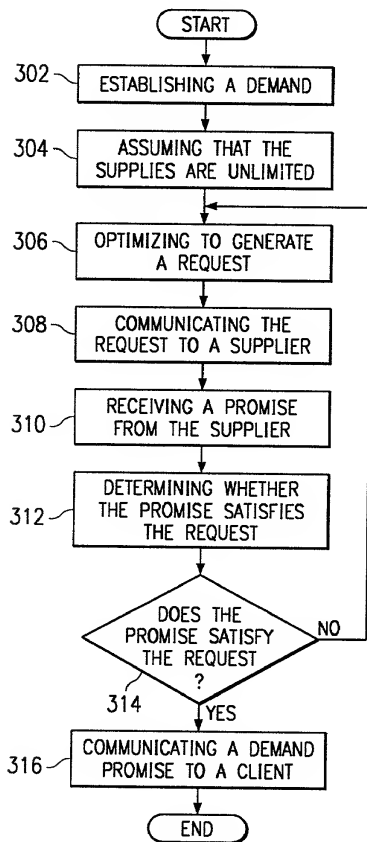 START
302
ESTABLISHING A DEMAND
304
ASSUMING THAT THE
SUPPLIES ARE UNLIMITED
306
OPTIMIZING TO GENERATE
A REQUEST
308
COMMUNICATING THE
REQUEST TO A SUPPLIER
310
RECEIVING A PROMISE
FROM THE SUPPLIER
312
DETERMINING WHETHER
THE PROMISE SATISFIES
THE REQUEST
DOES THE
PROMISE SATISFY
THE REQUEST
?
NO
314
YES
316
COMMUNICATING A DEMAND
PROMISE TO A CLIENT
END